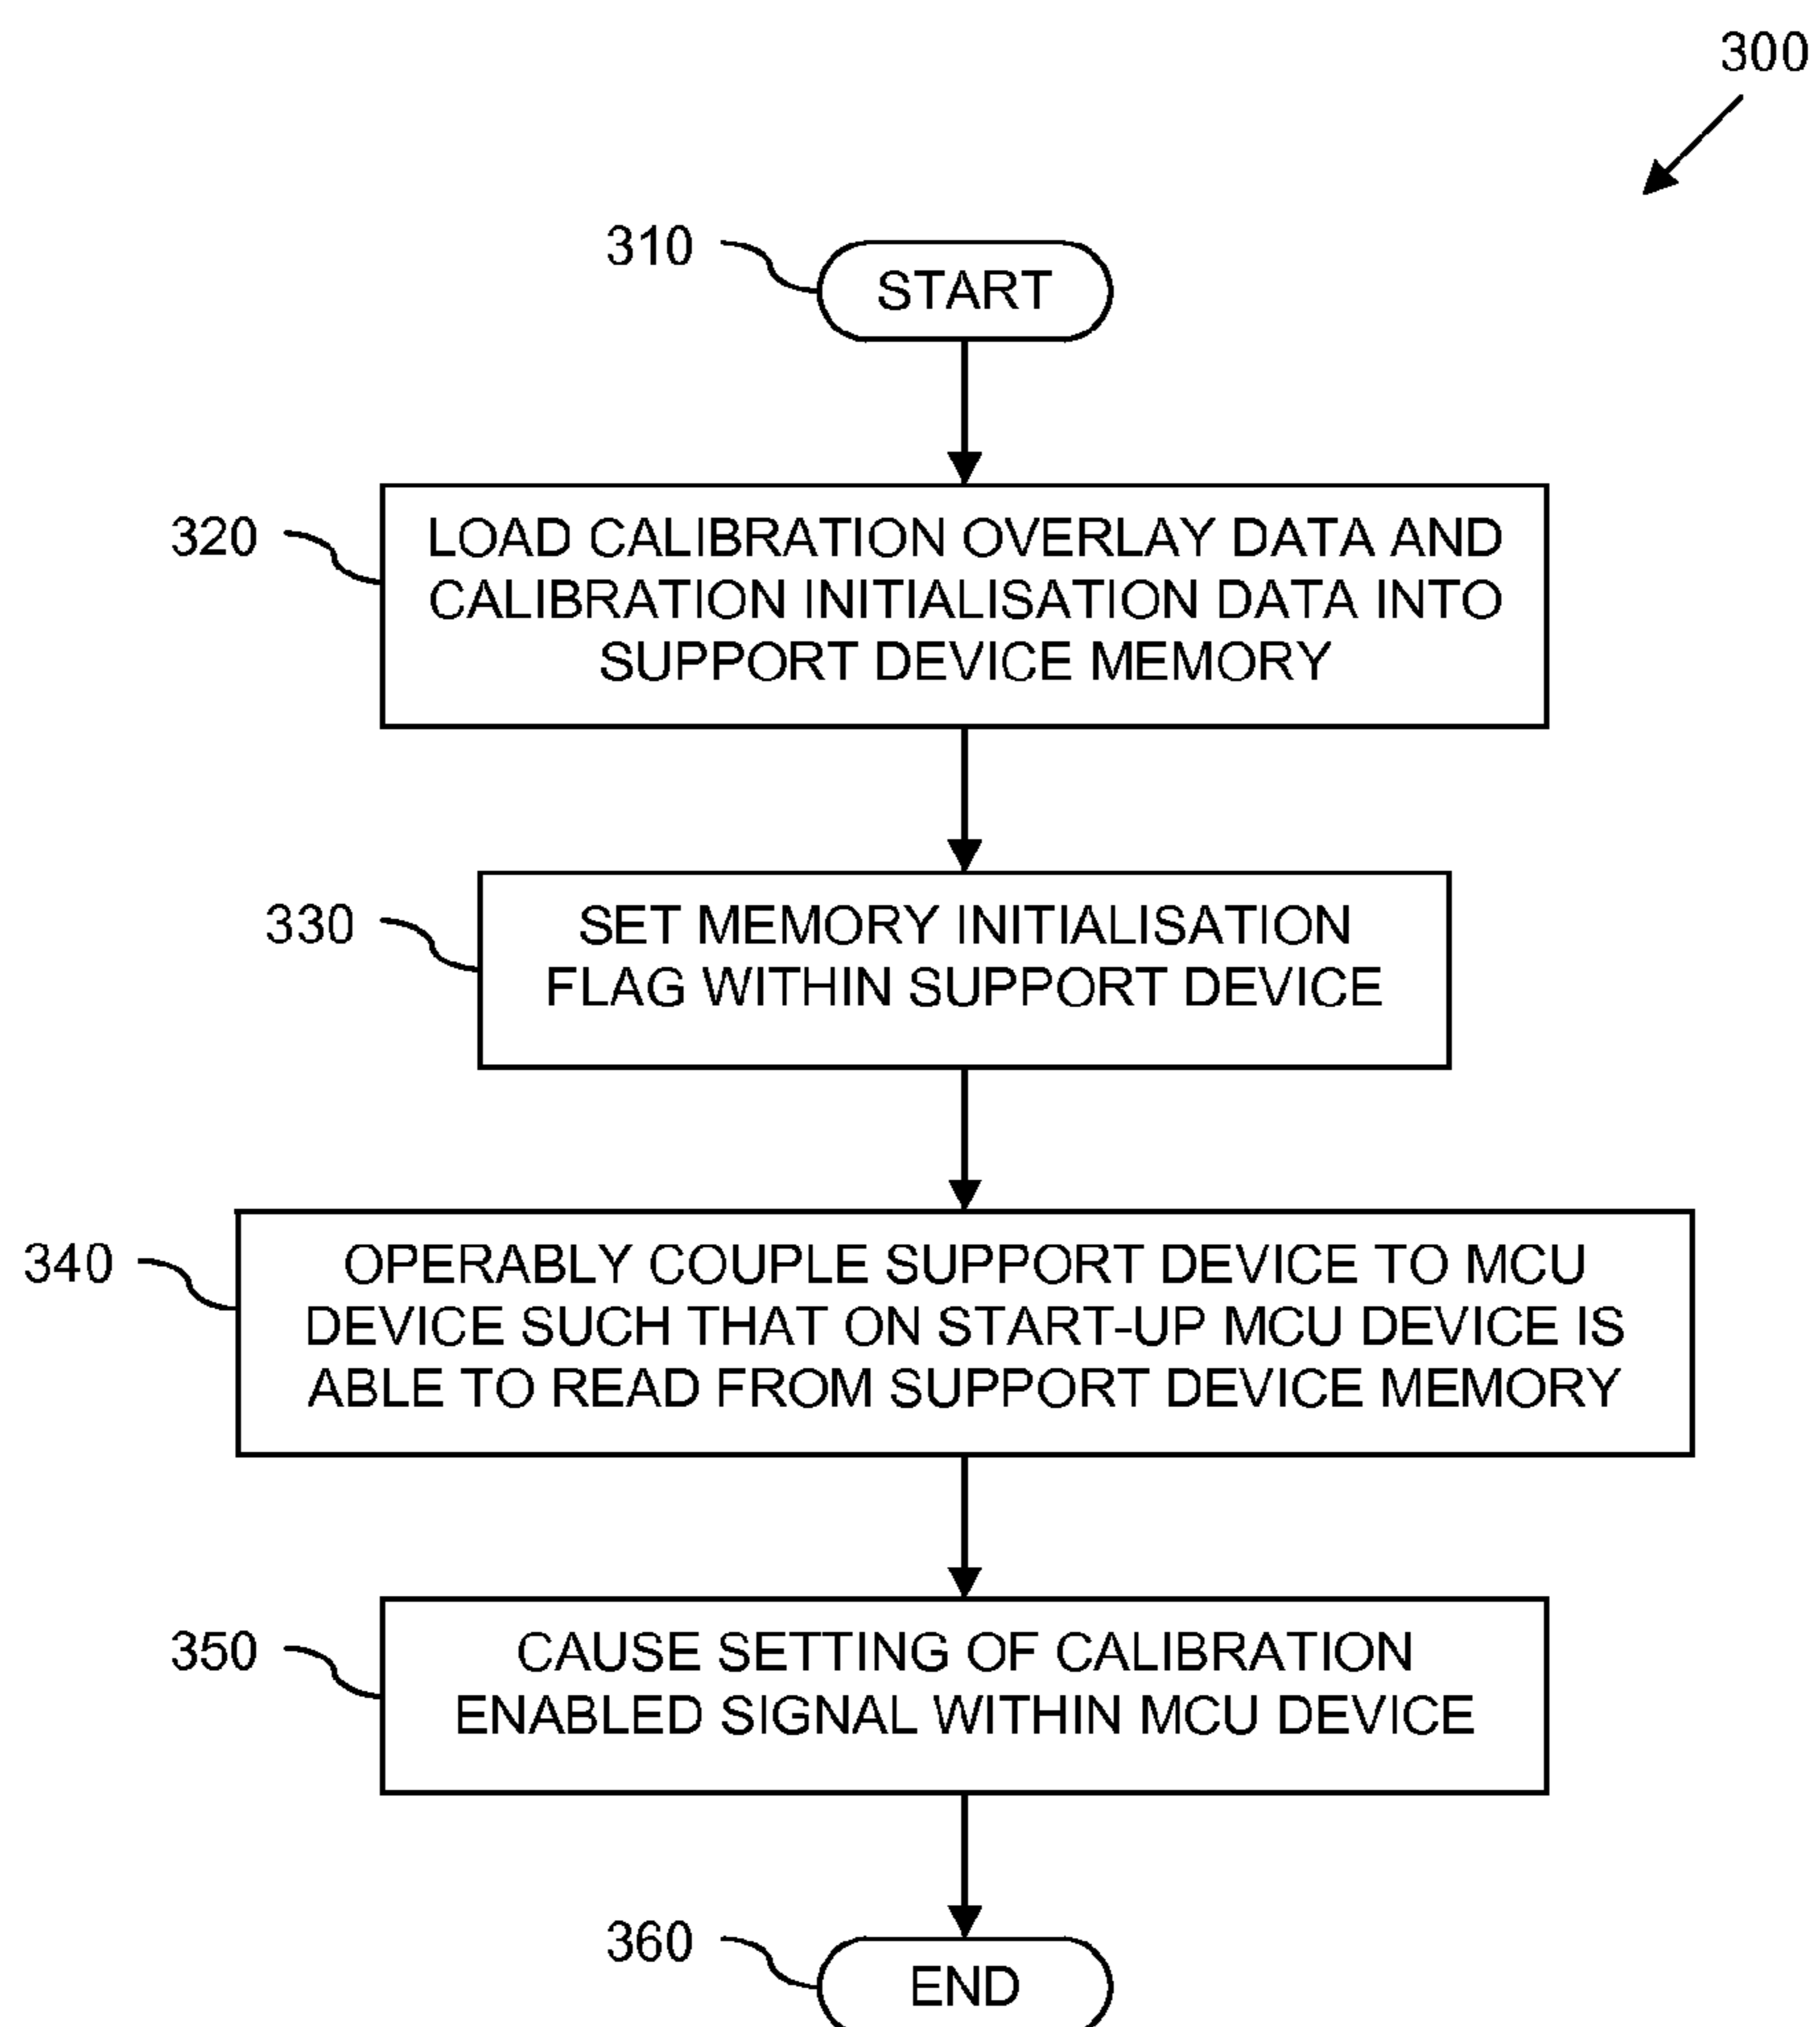 300
310
START
320
LOAD CALIBRATION OVERLAY DATA AND
CALIBRATION INITIALISATION DATA INTO
SUPPORT DEVICE MEMORY
330
SET MEMORY INITIALISATION
FLAG WITHIN SUPPORT DEVICE
340
OPERABLY COUPLE SUPPORT DEVICE TO MCU
DEVICE SUCH THAT ON START-UP MCU DEVICE IS
ABLE TO READ FROM SUPPORT DEVICE MEMORY
350
CAUSE SETTING OF CALIBRATION
ENABLED SIGNAL WITHIN MCU DEVICE
360
END